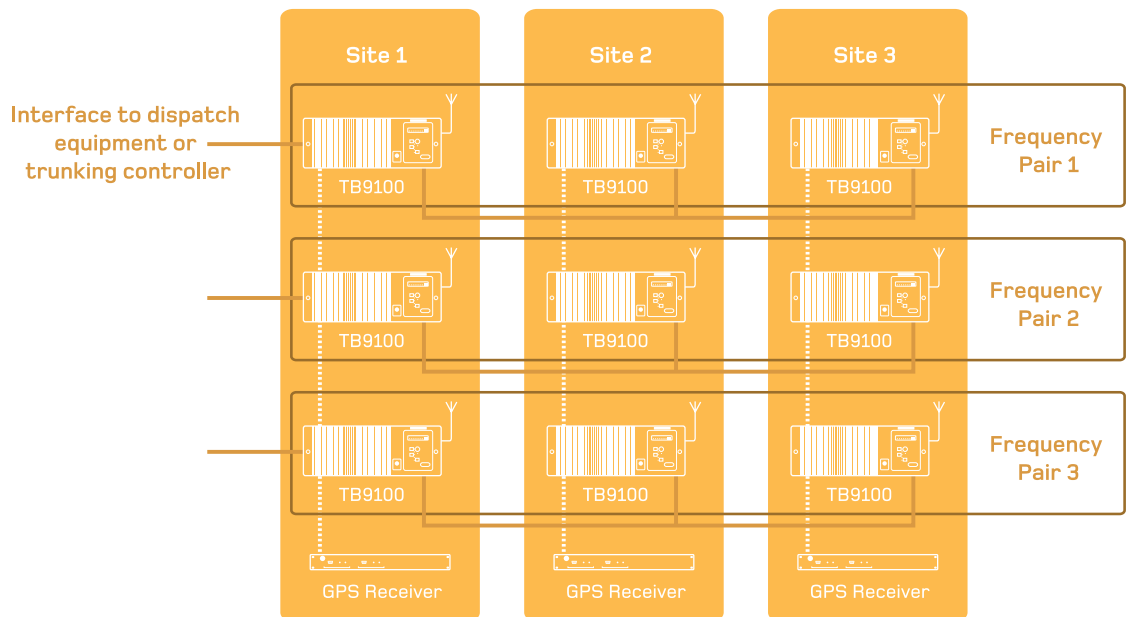 Site 1
Site 2
Site 3
Interface to dispatch
equipment or
trunking controller
Frequency
Pair 1
TB9100
TB9100
TB9100
Frequency
Pair 2
TB9100
TB9100
TB9100
Frequency
Pair 3
TB9100
TB9100
TB9100
GPS Receiver
GPS Receiver
GPS Receiver